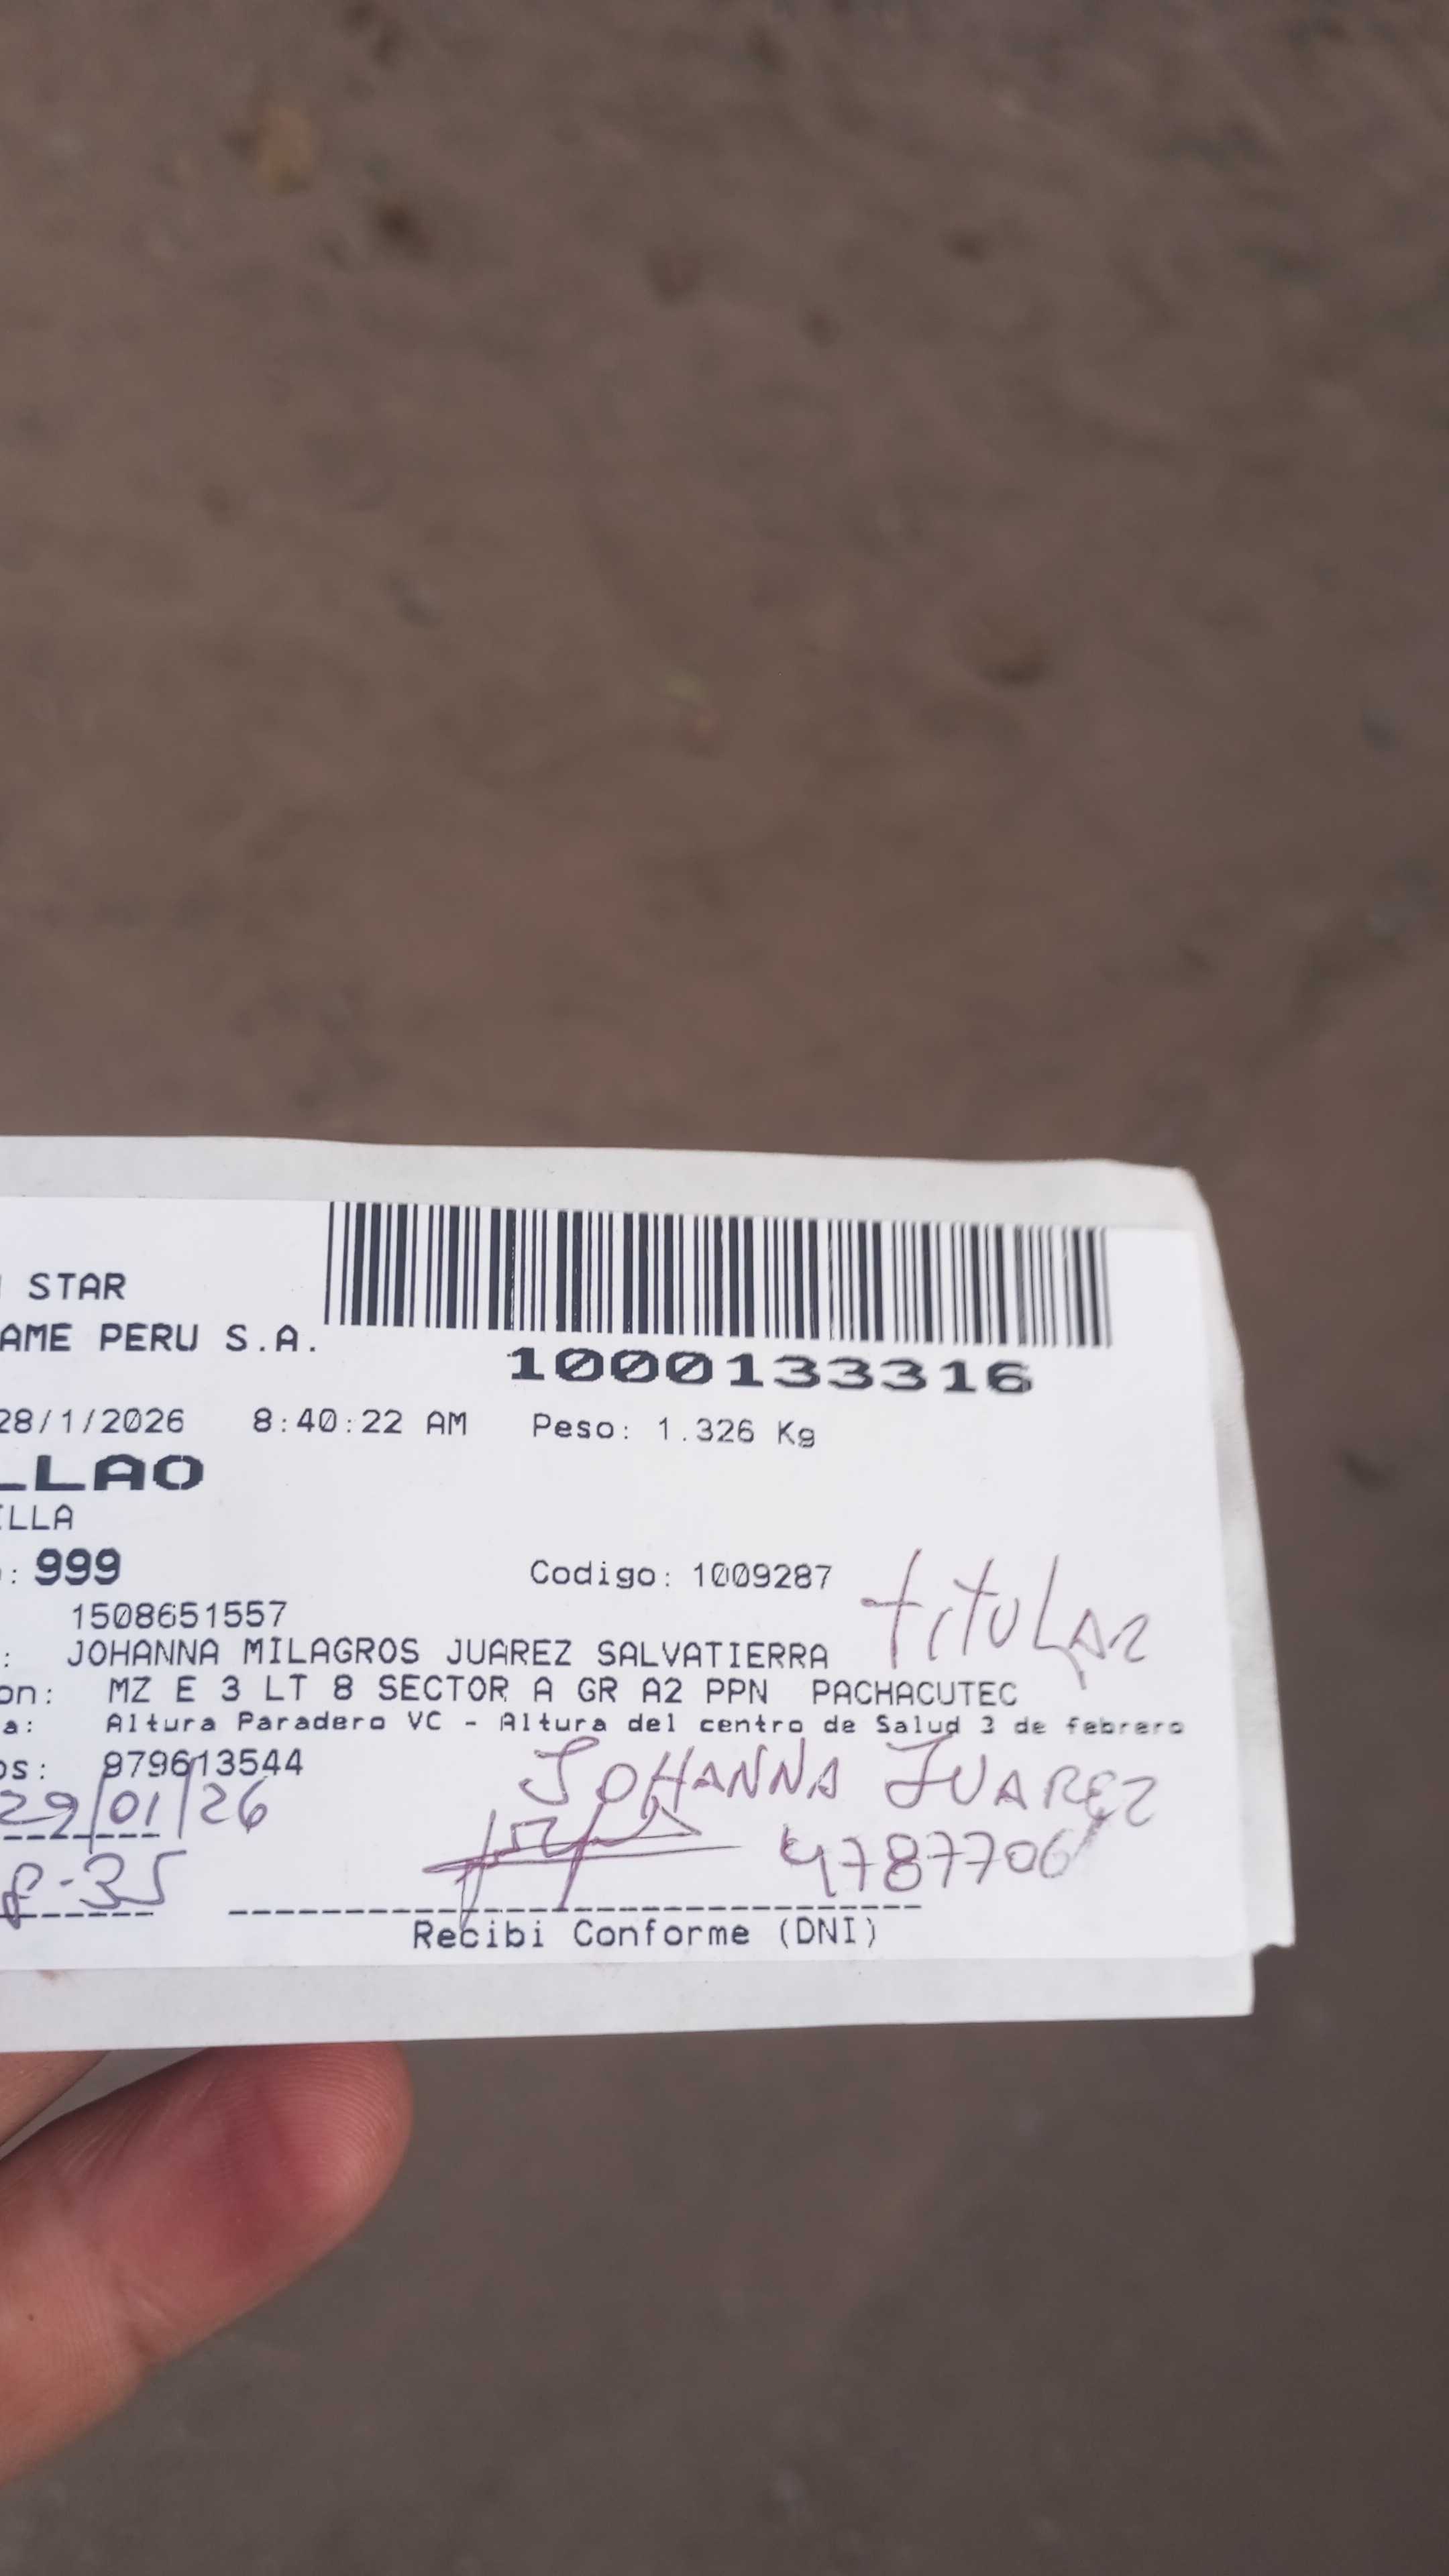 STAR
AME PERU S.A.
1000133316
28/1/2026 8:40:22 AM Peso: 1.326 Kg
LLAO
ILLA
: 999 Codigo: 1009287
titular
1508651557
: JOHANNA MILAGROS JUAREZ SALVATIERRA
on: MZ E 3 LT 8 SECTOR A GR A2 PPN PACHACUTEC
a: Altura Paradero VC - Altura del centro de Salud 3 de febrero
os: 979613544
JOHANNA JUAREZ
29/01/26
4787706
Recibi Conforme (DNI)